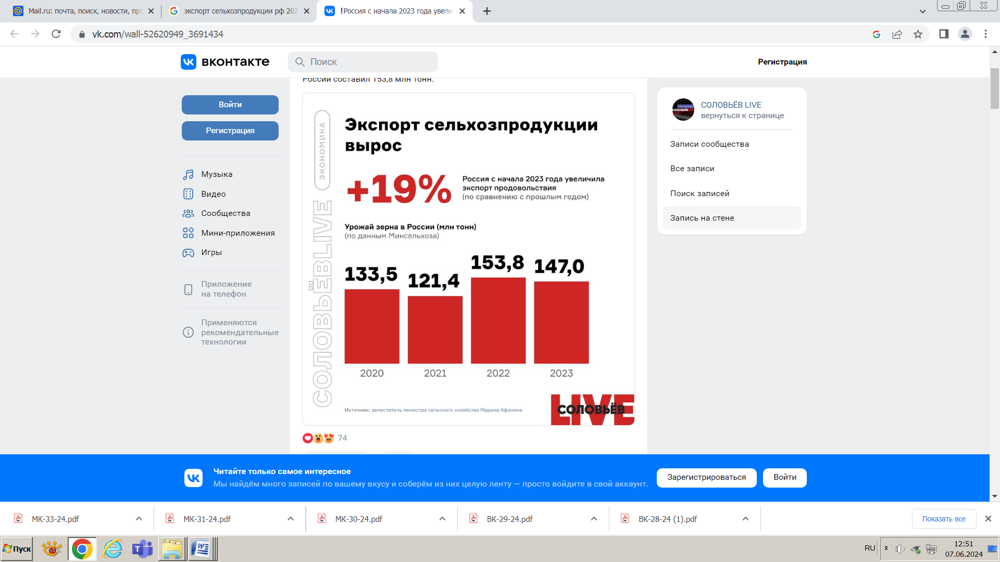 Mail.ru: почта, поиск, новости, пр
экспорт сельхозпродукции рф 202
!Россия с начала 2023 года увели
vk.com/wall-52620949_3691434
вконтакте
Поиск
Регистрация
России составил 153,8 млн тонн.
Войти
Регистрация
Музыка
Видео
Сообщества
Мини-приложения
Игры
Приложение
на телефон
Применяются
рекомендательные
технологии
ЭКОНОМИКА
СОЛОВЬЁВLIVE
Экспорт сельхозпродукции
вырос
+19%
Россия с начала 2023 года увеличила
экспорт продовольствия
(по сравнению с прошлым годом)
Урожай зерна в России (млн тонн)
(по данным Минсельхоза)
133,5
121,4
153,8
147,0
2020
2021
2022
2023
Источник: заместитель министра сельского хозяйства Марина Афонина
LIVE
СОЛОВЬЁВ
74
СОЛОВЬЁВ LIVE
вернуться к странице
Записи сообщества
Все записи
Поиск записей
Запись на стене
Читайте только самое интересное
Мы найдём много записей по вашему вкусу и соберём из них целую ленту — просто войдите в свой аккаунт.
Зарегистрироваться
Войти
МК-33-24.pdf
МК-31-24.pdf
МК-30-24.pdf
ВК-29-24.pdf
ВК-28-24 (1).pdf
Показать все
Пуск
RU
12:51
07.06.2024